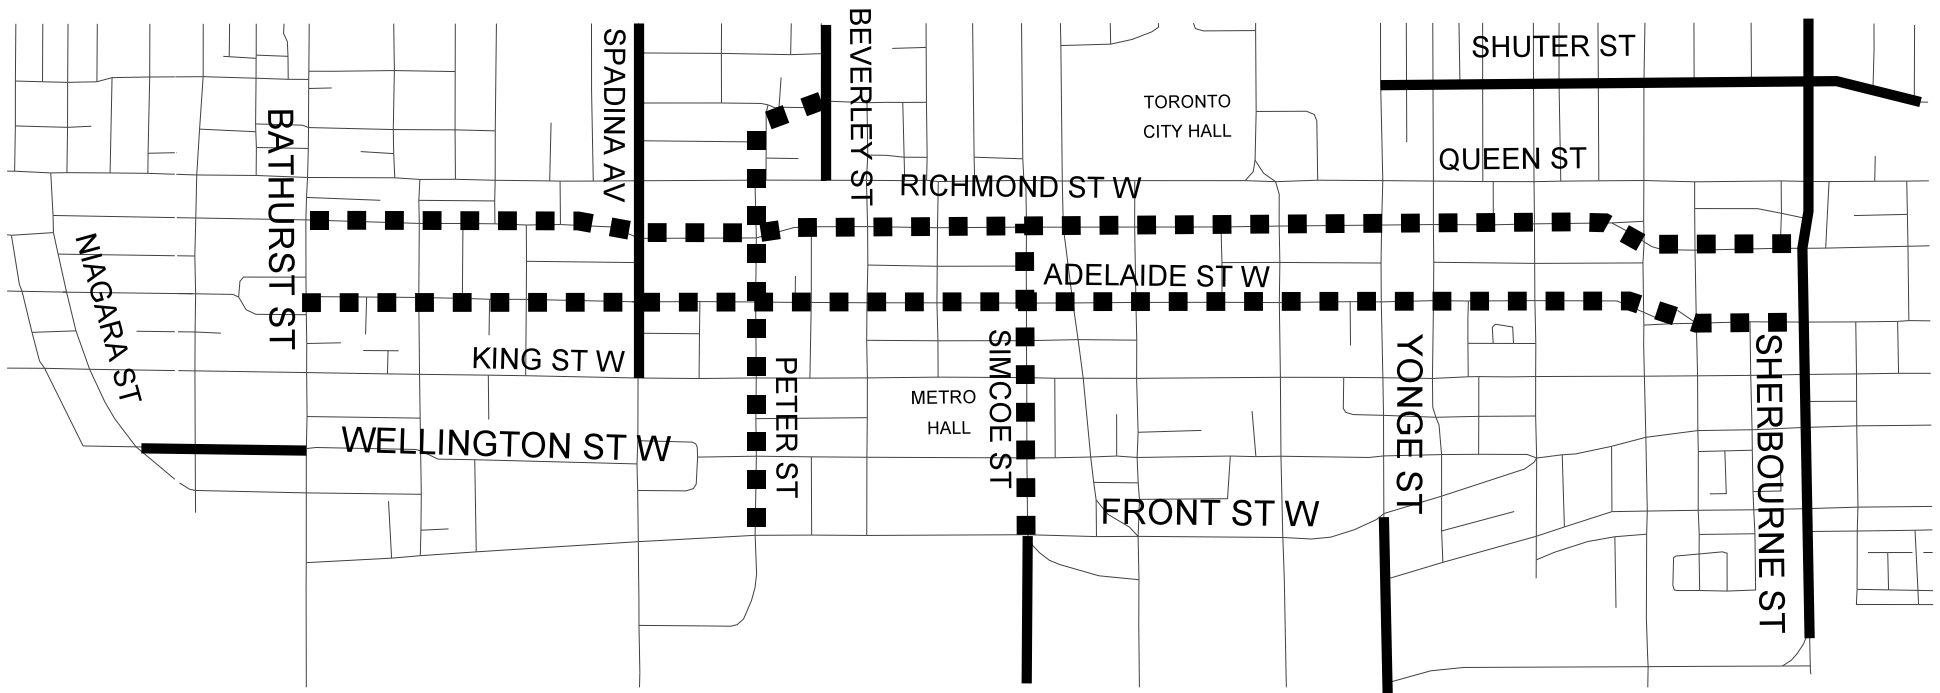 SHUTER ST
BEVERLEY ST
SPADINA AV
TORONTO
CITY HALL
BATHURST ST
QUEEN ST
RICHMOND ST W
NIAGARA ST
ADELAIDE ST W
KING ST W
SIMCOE ST
YONGE ST
SHERBOURNE ST
PETER ST
METRO
HALL
WELLINGTON ST W
FRONT ST W